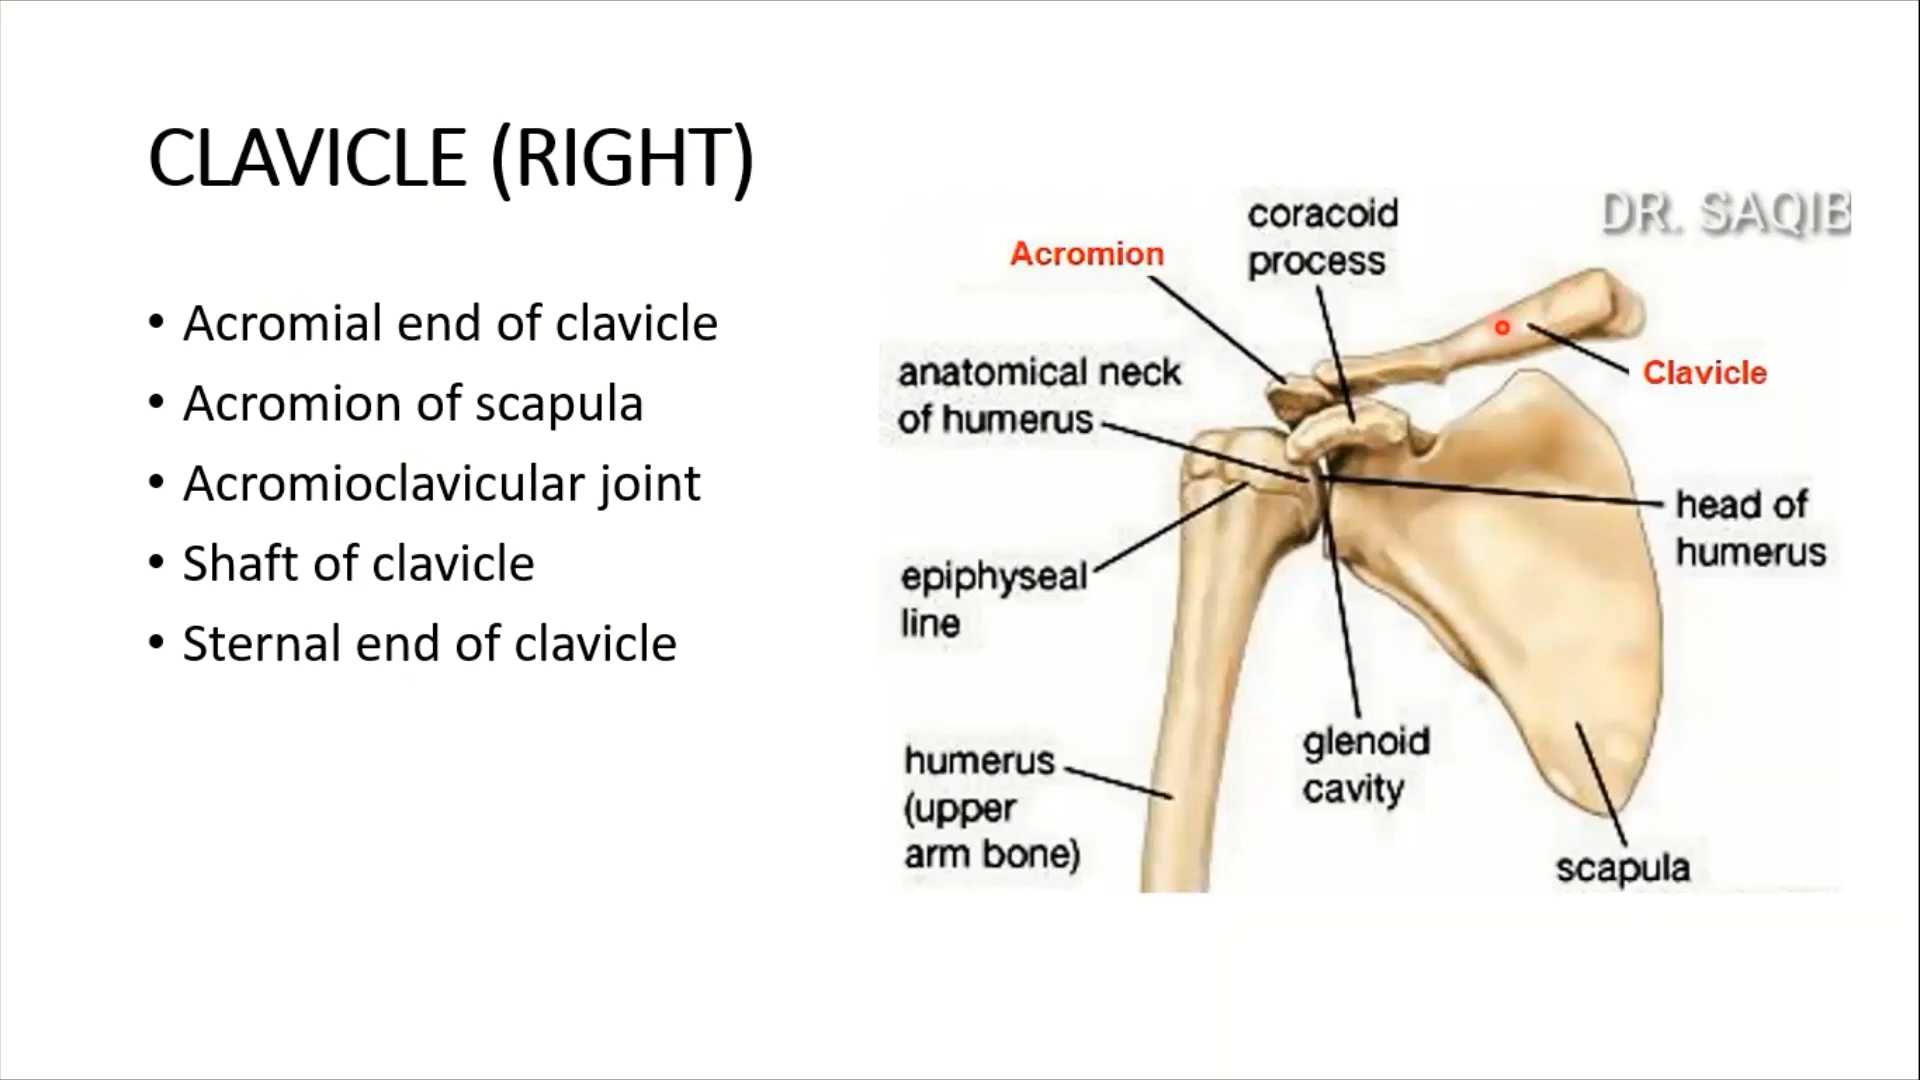 CLAVICLE (RIGHT)
• Acromial end of clavicle
• Acromion of scapula
• Acromioclavicular joint
• Shaft of clavicle
• Sternal end of clavicle
DR. SAQIB
coracoid
process
Acromion
Clavicle
anatomical neck
of humerus
head of
humerus
epiphyseal
line
glenoid
cavity
humerus
(upper
arm bone)
scapula